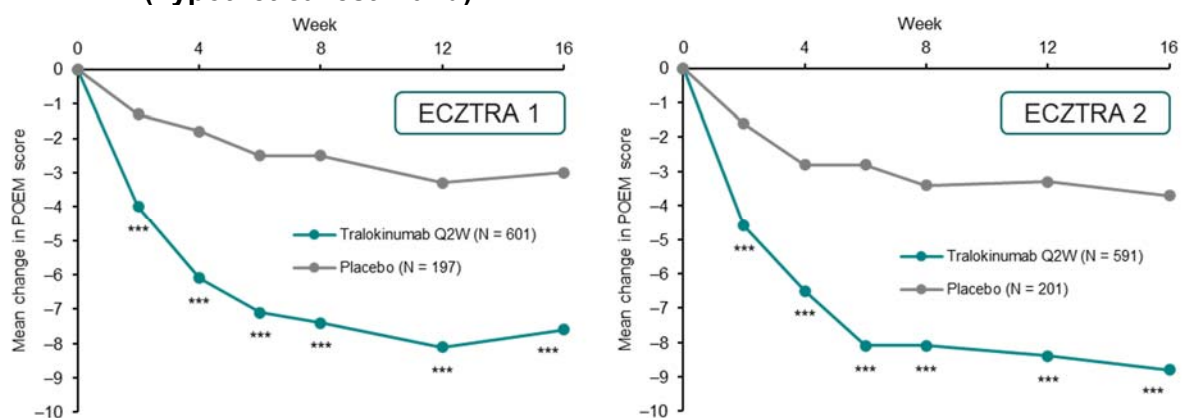 Week
0 4 8 12 16
0
–1
–2
–3
–4
–5
–6
–7
–8
–9
–10
Mean change in POEM score
ECZTRA 1
Tralokinumab Q2W (N = 601)
Placebo (N = 197)
*** *** *** *** *** ***
Week
0 4 8 12 16
0
–1
–2
–3
–4
–5
–6
–7
–8
–9
–10
Mean change in POEM score
ECZTRA 2
Tralokinumab Q2W (N = 591)
Placebo (N = 201)
*** *** *** *** *** ***